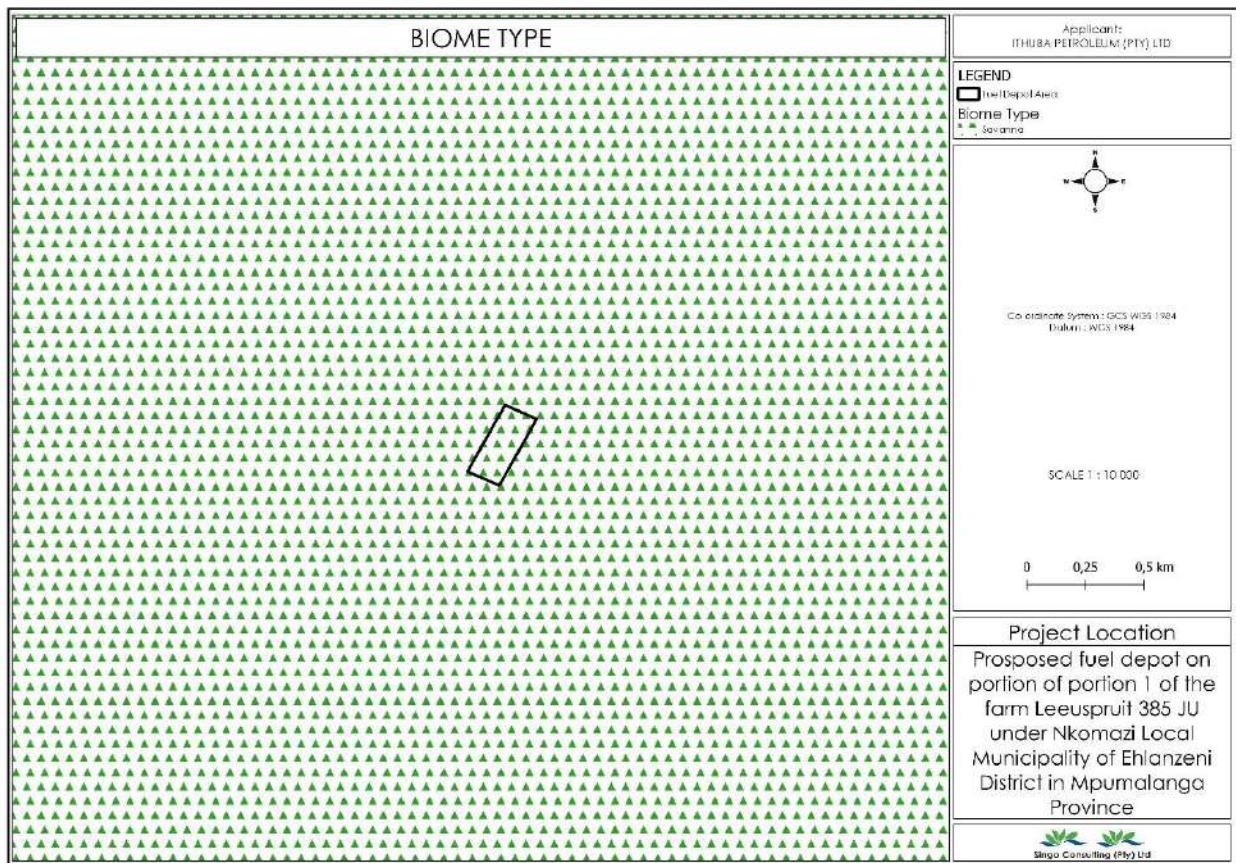 BIOME TYPE
Applicant:
ITHUBA PETROLEUM (PTY) LTD
LEGEND
Fuel Depot Area
Biome Type
Savanna
N
W E
S
Co ordinate System : GCS WGS 1984
Datum : WGS 1984
SCALE 1 : 10 000
0 0,25 0,5 km
Project Location
Prosposed fuel depot on
portion of portion 1 of the
farm Leeuspruit 385 JU
under Nkomazi Local
Municipality of Ehlanzeni
District in Mpumalanga
Province
Singo Consulting (Pty) Ltd